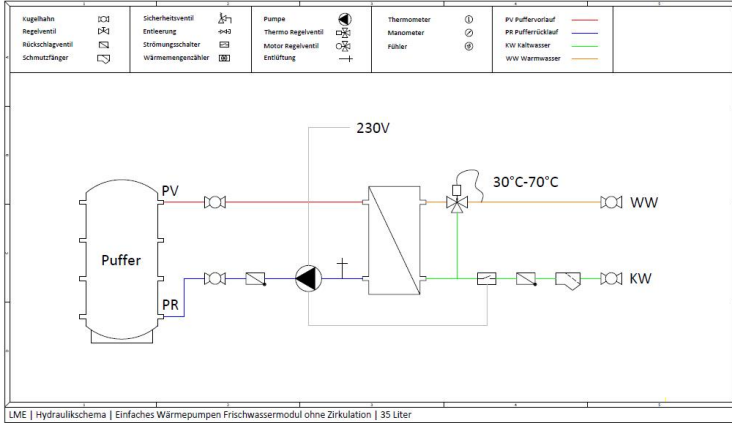 Kugelhahn
Regelventil
Rückschlagventil
Schmutzfänger
Sicherheitsventil
Entleerung
Strömungsschalter
Wärmemengenzähler
Pumpe
Thermo Regelventil
Motor Regelventil
Entlüftung
Thermometer
Manometer
Fühler
PV Puffervorlauf
PR Pufferrücklauf
KW Kaltwasser
WW Warmwasser
230V
PV
30°C-70°C
WW
Puffer
PR
KW
LME | Hydraulikschema | Einfaches Wärmepumpen Frischwassermodul ohne Zirkulation | 35 Liter